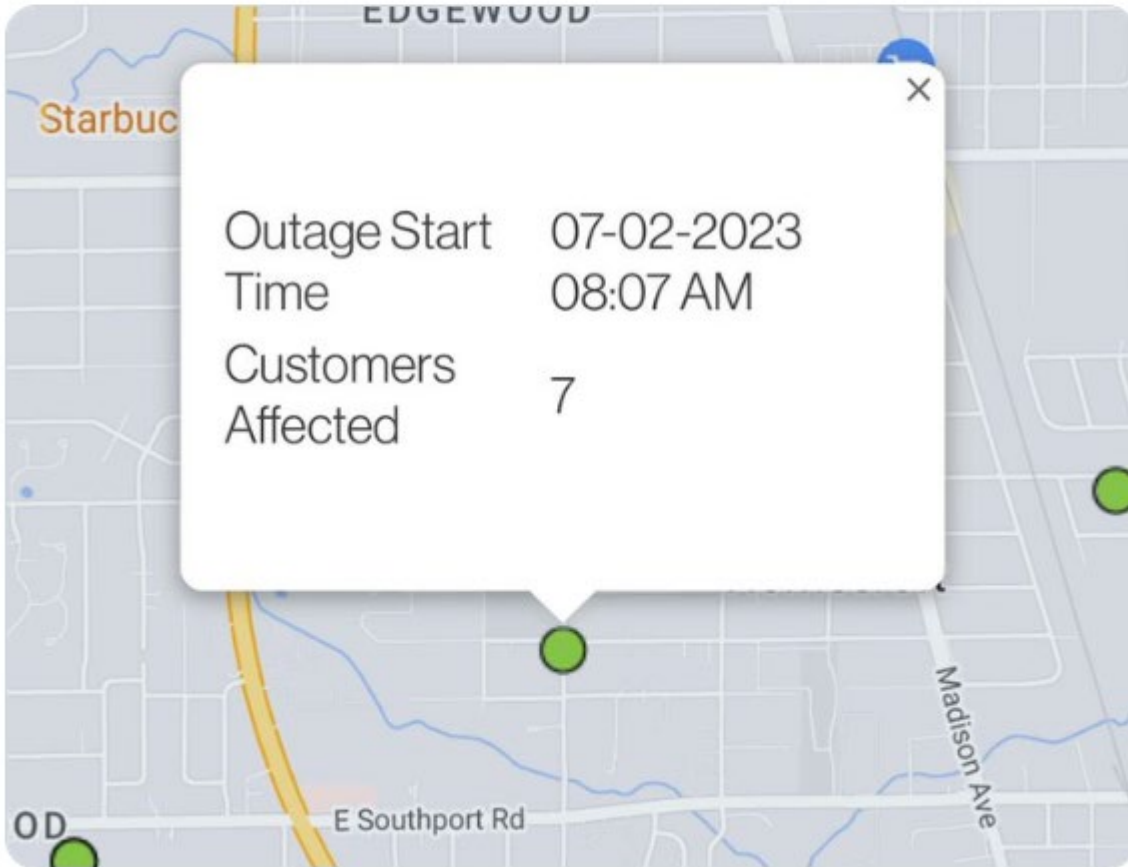 EDGEWOOD
Starbuc
Outage Start 07-02-2023
Time 08:07 AM
Customers
Affected 7
Madison Ave
E Southport Rd
OD